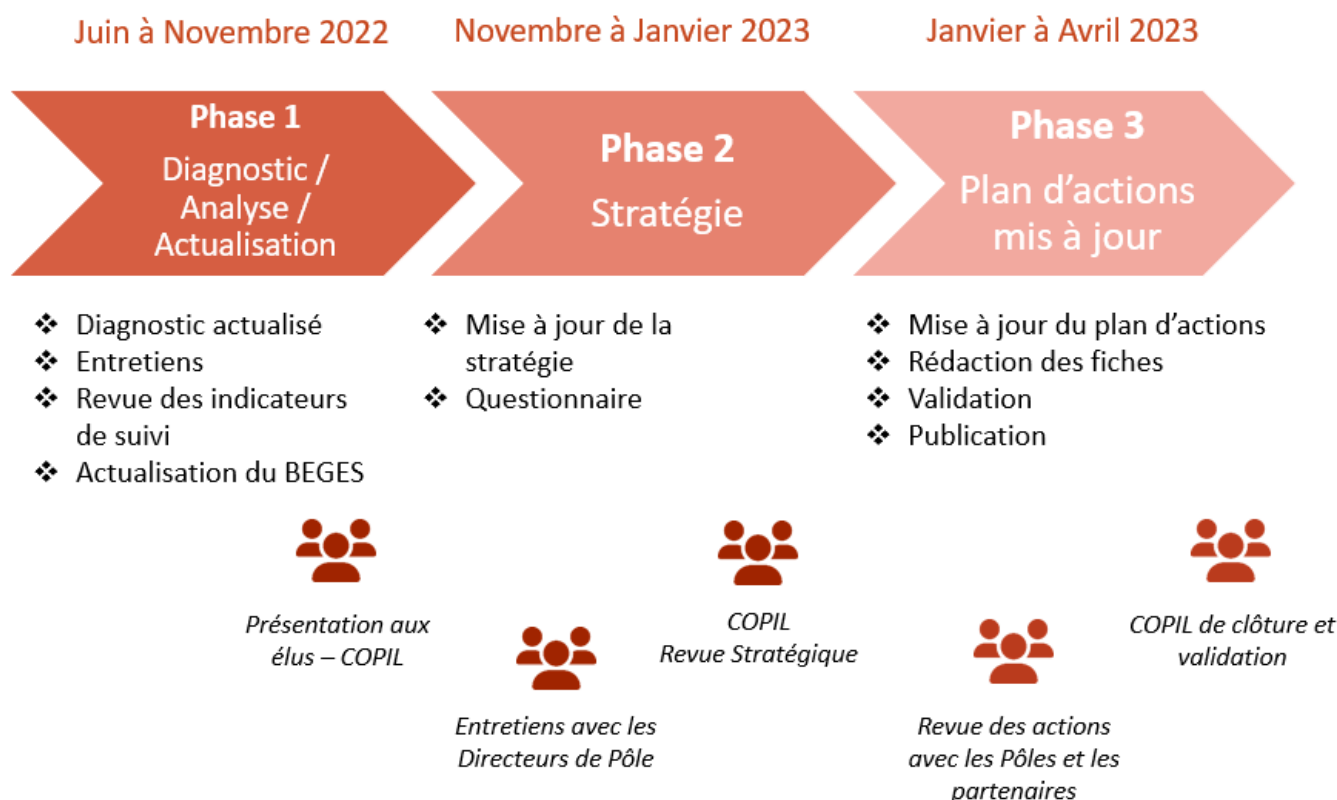 Juin à Novembre 2022
Novembre à Janvier 2023
Janvier à Avril 2023
Phase 1
Diagnostic /
Analyse /
Actualisation
Phase 2
Stratégie
Phase 3
Plan d’actions
mis à jour
❖ Diagnostic actualisé
❖ Entretiens
❖ Revue des indicateurs
de suivi
❖ Actualisation du BEGES
❖ Mise à jour de la
stratégie
❖ Questionnaire
❖ Mise à jour du plan d’actions
❖ Rédaction des fiches
❖ Validation
❖ Publication
Présentation aux
élus – COPIL
Entretiens avec les
Directeurs de Pôle
COPIL
Revue Stratégique
Revue des actions
avec les Pôles et les
partenaires
COPIL de clôture et
validation